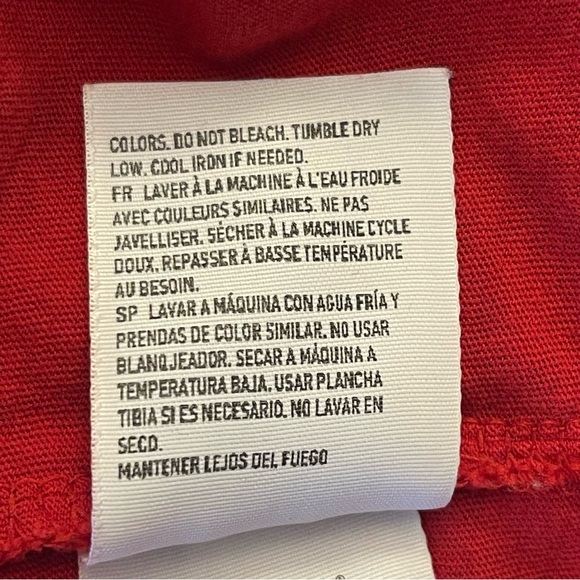 COLORS. DO NOT BLEACH. TUMBLE DRY
LOW. COOL IRON IF NEEDED.
FR LAVER À LA MACHINE À L'EAU FROIDE
AVEC COULEURS SIMILAIRES. NE PAS
JAVELLISER. SÉCHER À LA MACHINE CYCLE
DOUX. REPASSER À BASSE TEMPÉRATURE
AU BESOIN.
SP LAVAR A MÁQUINA CON AGUA FRÍA Y
PRENDAS DE COLOR SIMILAR. NO USAR
BLANQUEADOR. SECAR A MÁQUINA A
TEMPERATURA BAJA. USAR PLANCHA
TIBIA SI ES NECESARIO. NO LAVAR EN
SECO.
MANTENER LEJOS DEL FUEGO
®